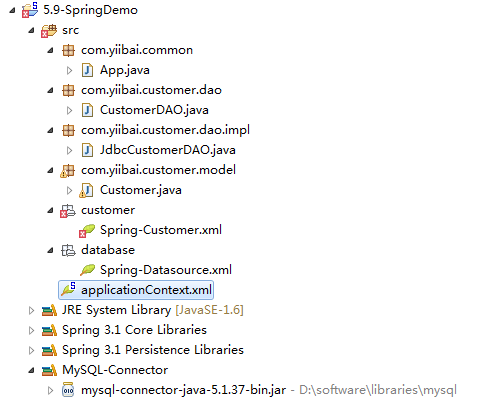 5.9-SpringDemo
src
com.yiibai.common
App.java
com.yiibai.customer.dao
CustomerDAO.java
com.yiibai.customer.dao.impl
JdbcCustomerDAO.java
com.yiibai.customer.model
Customer.java
customer
Spring-Customer.xml
database
Spring-Datasource.xml
applicationContext.xml
JRE System Library [JavaSE-1.6]
Spring 3.1 Core Libraries
Spring 3.1 Persistence Libraries
MySQL-Connector
mysql-connector-java-5.1.37-bin.jar - D:\software\libraries\mysql